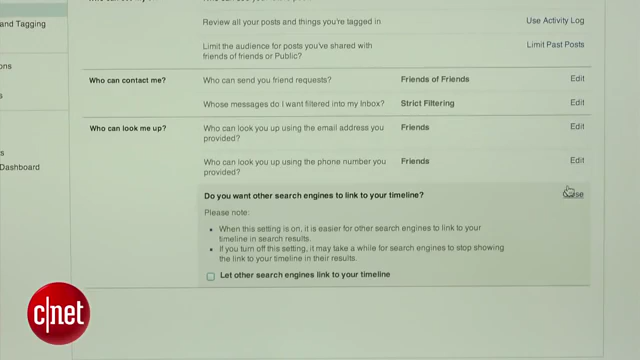 Review all your posts and things you're tagged in
Use Activity Log
and Tagging
Limit the audience for posts you've shared with
friends of friends or Public?
Limit Past Posts
Who can contact me?
Who can send you friend requests?
Friends of Friends
Edit
Whose messages do I want filtered into my Inbox?
Strict Filtering
Edit
Who can look me up?
Who can look you up using the email address you
provided?
Friends
Edit
Who can look you up using the phone number you
provided?
Friends
Edit
Dashboard
Do you want other search engines to link to your timeline?
Please note:
• When this setting is on, it is easier for other search engines to link to your
timeline in search results.
• If you turn off this setting, it may take a while for search engines to stop showing
the link to your timeline in their results.
Let other search engines link to your timeline
c|net